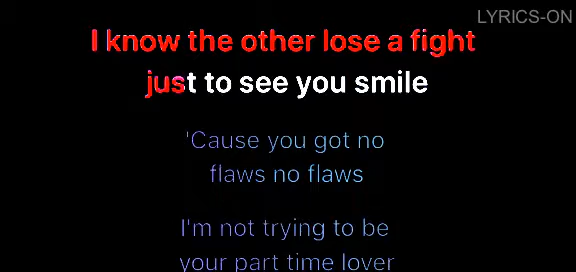 LYRICS-ON
I know the other lose a fight
just to see you smile
'Cause you got no
flaws no flaws
I'm not trying to be
your part time lover